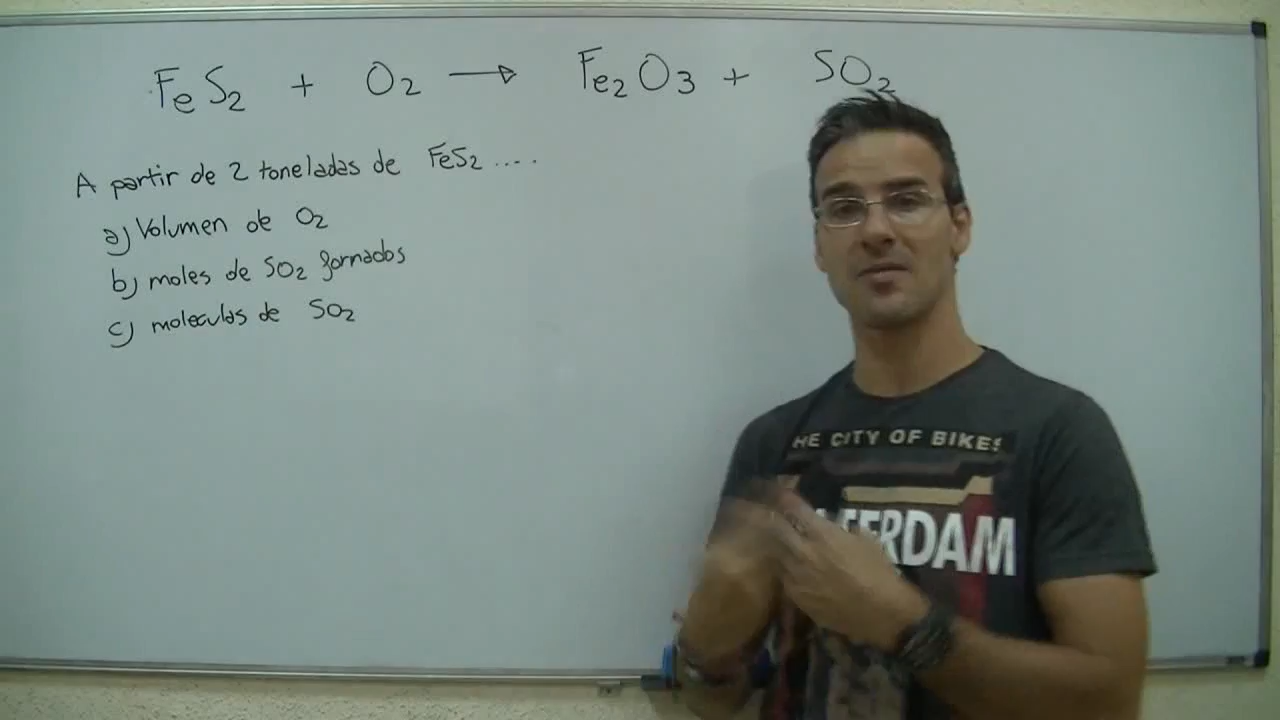 FeS2 + O2 → Fe2O3 + SO2
A partir de 2 toneladas de FeS2 ....
a) Volumen de O2
b) moles de SO2 formados
c) moleculas de SO2
HE CITY OF BIKES